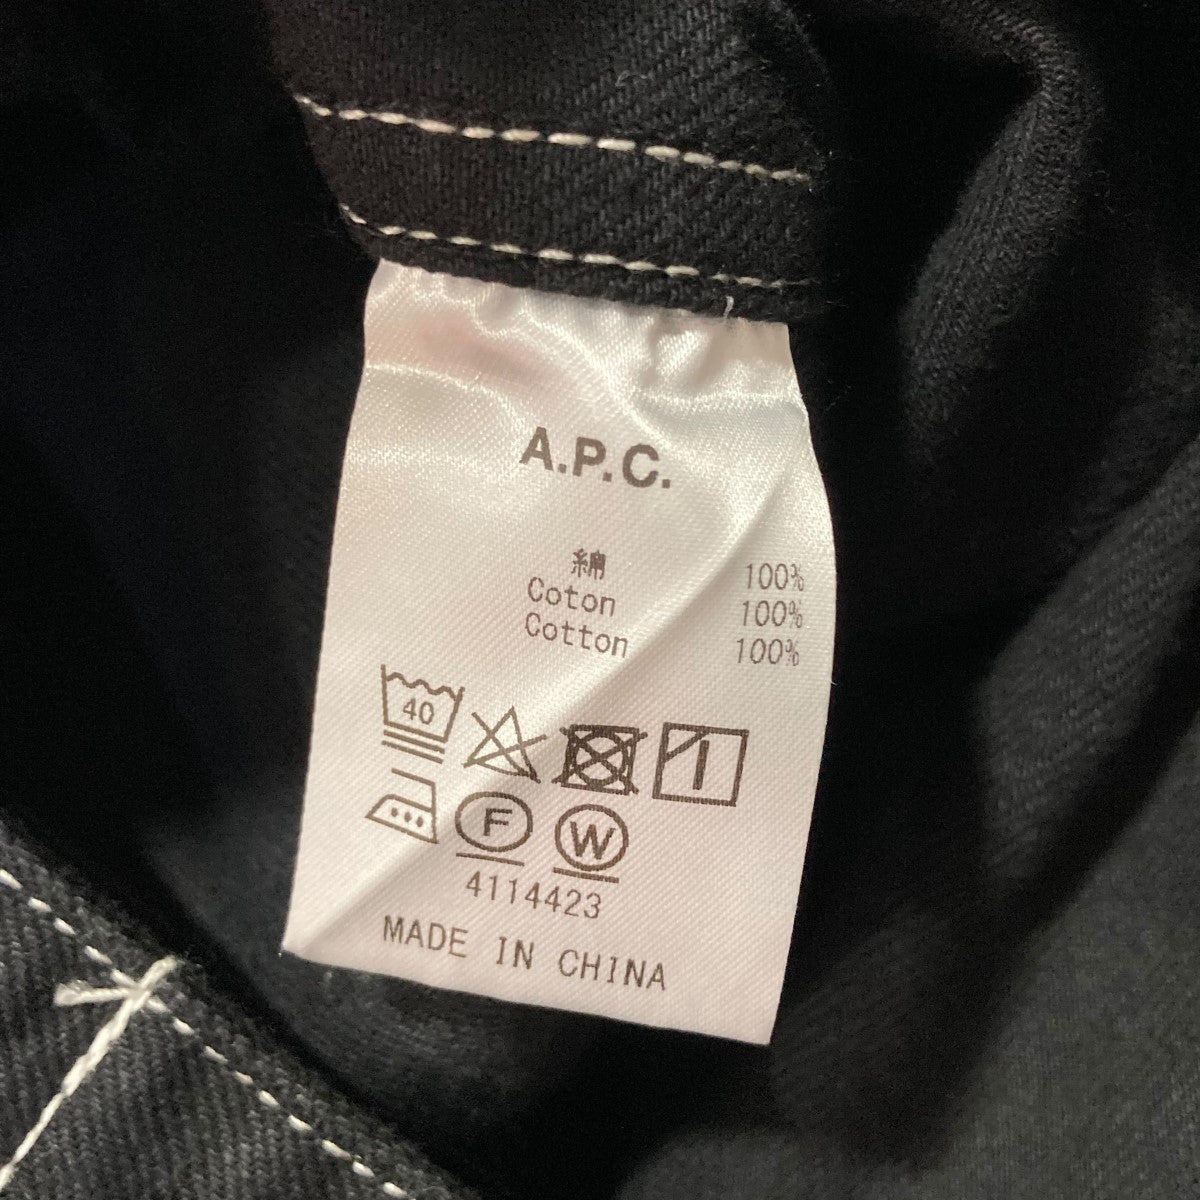 A.P.C.
綿 100%
Coton 100%
Cotton 100%
40
F W
4114423
MADE IN CHINA